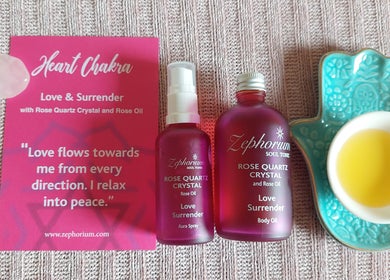 Heart Chakra
Love & Surrender
with Rose Quartz Crystal and Rose Oil
"Love flows towards
me from every
direction. I relax
into peace."
www.zephorium.com
Zephorium
SOUL TONIC
ROSE QUARTZ
CRYSTAL
Rose Oil
Love
Surrender
Aura Spray
Zephorium
SOUL TONIC
ROSE QUARTZ
CRYSTAL
and Rose Oil
Love
Surrender
Body Oil